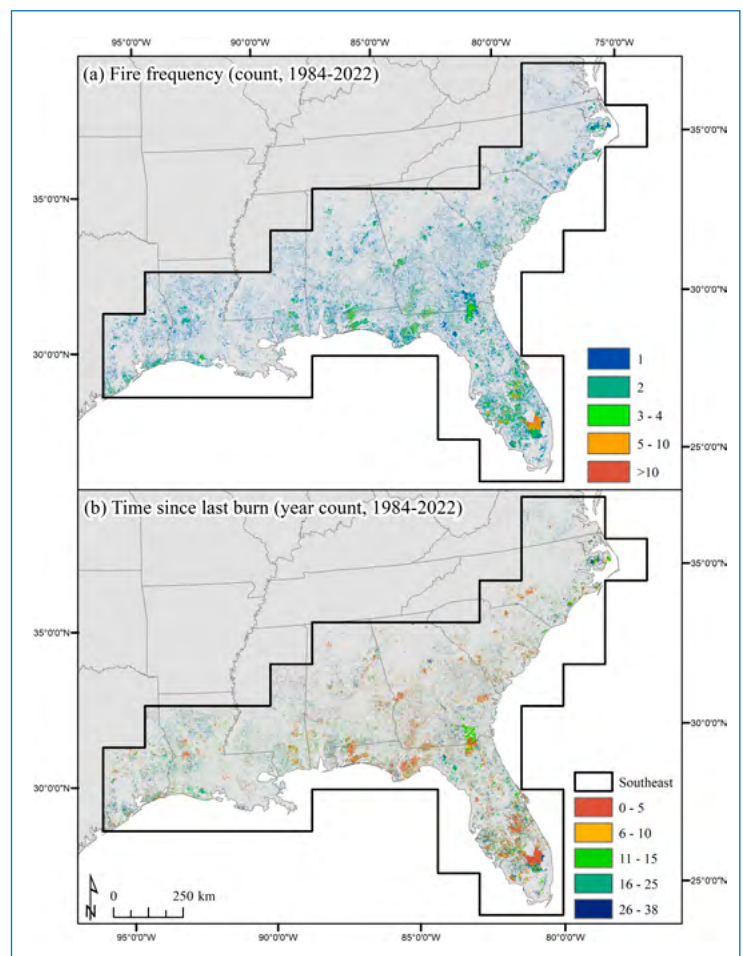 95°0'0"W 90°0'0"W 85°0'0"W 80°0'0"W 75°0'0"W
(a) Fire frequency (count, 1984-2022)
35°0'0"N
35°0'0"N
30°0'0"N
30°0'0"N
25°0'0"N
1
2
3 - 4
5 - 10
>10
(b) Time since last burn (year count, 1984-2022)
35°0'0"N
35°0'0"N
30°0'0"N
30°0'0"N
25°0'0"N
Southeast
0 - 5
6 - 10
11 - 15
16 - 25
26 - 38
N
0 250 km
95°0'0"W 90°0'0"W 85°0'0"W 80°0'0"W